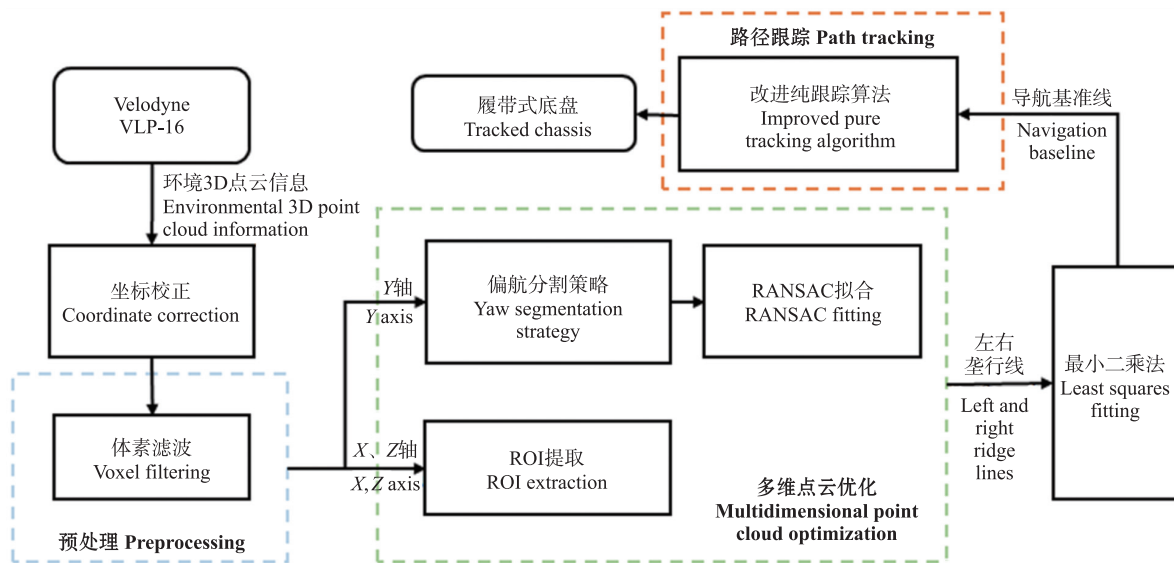 Velodyne
VLP-16
环境3D点云信息
Environmental 3D point
cloud information
坐标校正
Coordinate correction
体素滤波
Voxel filtering
预处理 Preprocessing
Y轴
Y axis
X、Z轴
X, Z axis
偏航分割策略
Yaw segmentation
strategy
RANSAC拟合
RANSAC fitting
ROI提取
ROI extraction
多维点云优化
Multidimensional point
cloud optimization
左右
垄行线
Left and
right
ridge
lines
最小二乘法
Least squares
fitting
导航基准线
Navigation
baseline
路径跟踪 Path tracking
改进纯跟踪算法
Improved pure
tracking algorithm
履带式底盘
Tracked chassis